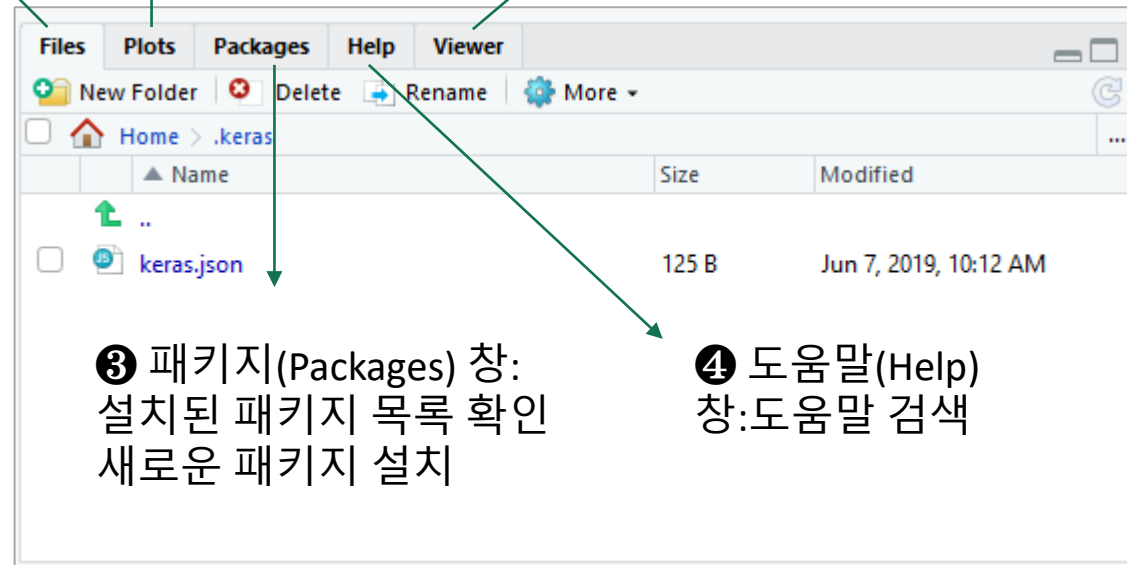 Files Plots Packages Help Viewer
New Folder Delete Rename More
Home > .keras
...
Name Size Modified
..
keras.json 125 B Jun 7, 2019, 10:12 AM
❸ 패키지(Packages) 창:
설치된 패키지 목록 확인
새로운 패키지 설치
❹ 도움말(Help)
창:도움말 검색